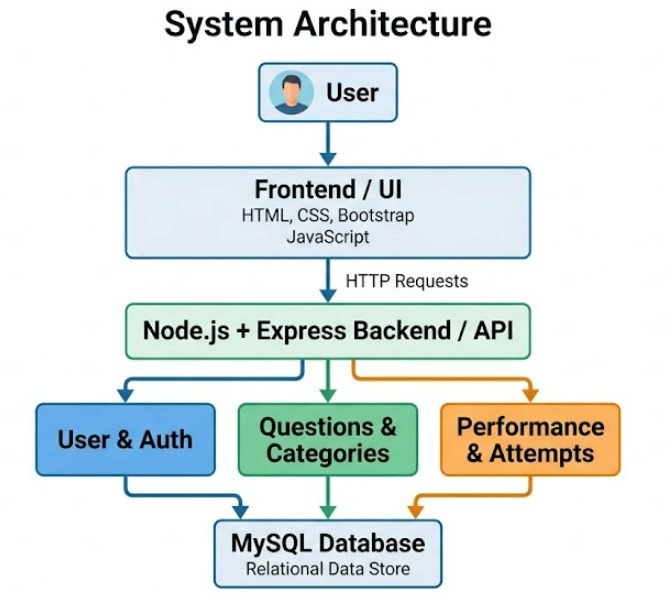 System Architecture
User
Frontend / UI
HTML, CSS, Bootstrap
JavaScript
HTTP Requests
Node.js + Express Backend / API
User & Auth
Questions &
Categories
Performance
& Attempts
MySQL Database
Relational Data Store